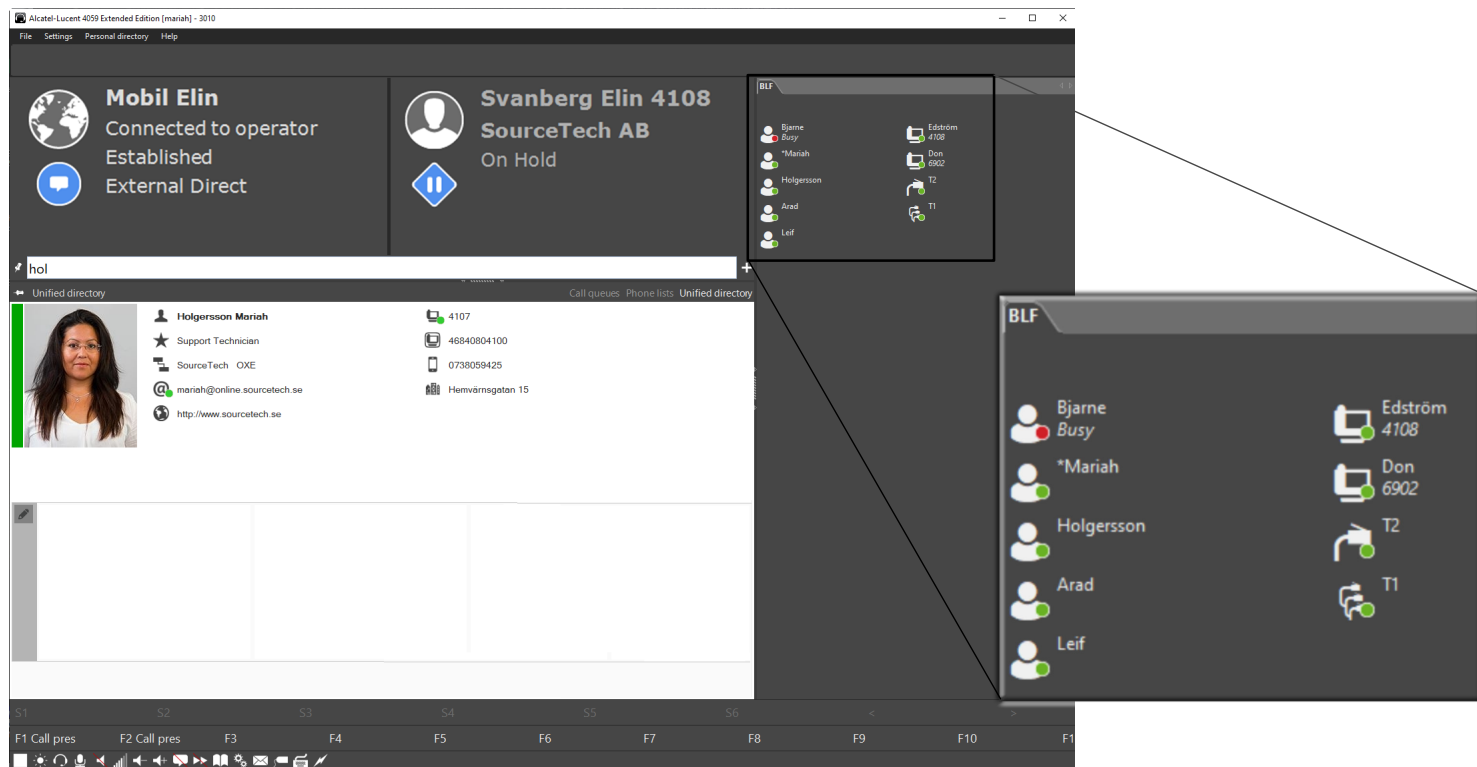 Alcatel-Lucent 4059 Extended Edition [mariah] - 3010
File Settings Personal directory Help
Mobil Elin
Connected to operator
Established
External Direct
Svanberg Elin 4108
SourceTech AB
On Hold
BLF
Bjarne
Busy
*Mariah
Holgersson
Arad
Leif
Edström
4108
Don
6902
T2
T1
hol
Unified directory
Call queues Phone lists Unified directory
Holgersson Mariah
Support Technician
SourceTech OXE
mariah@online.sourcetech.se
http://www.sourcetech.se
4107
46840804100
0738059425
Hemvärnsgatan 15
BLF
Bjarne
Busy
*Mariah
Holgersson
Arad
Leif
Edström
4108
Don
6902
T2
T1
S1 S2 S3 S4 S5 S6 < >
F1 Call pres F2 Call pres F3 F4 F5 F6 F7 F8 F9 F10 F1